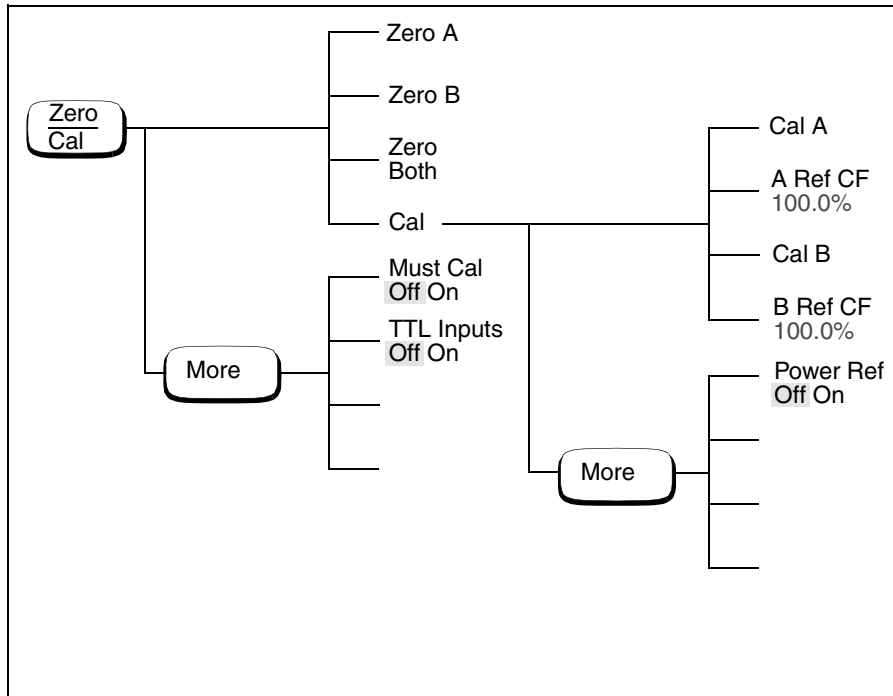 Zero
Cal
Zero A
Zero B
Zero
Both
Cal
Must Cal
Off On
TTL Inputs
Off On
More
Cal A
A Ref CF
100.0%
Cal B
B Ref CF
100.0%
Power Ref
Off On
More